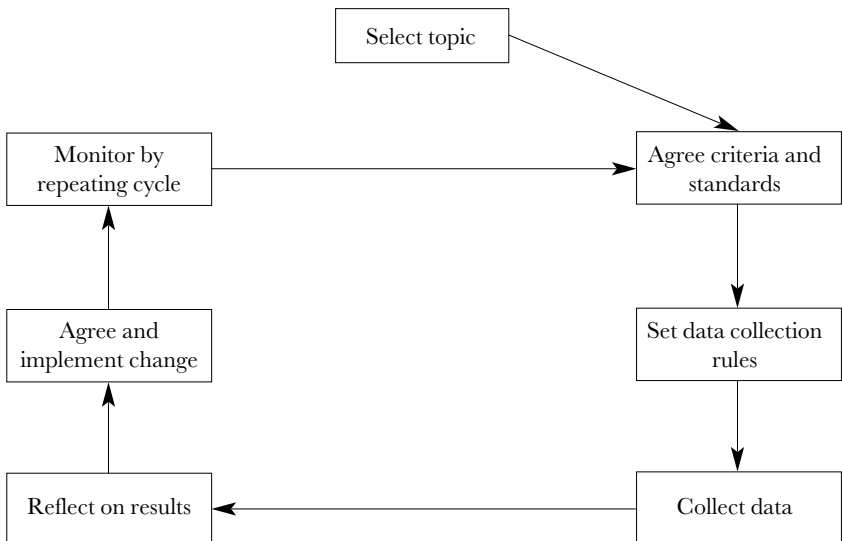 Select topic
Monitor by
repeating cycle
Agree criteria and
standards
Agree and
implement change
Set data collection
rules
Reflect on results
Collect data